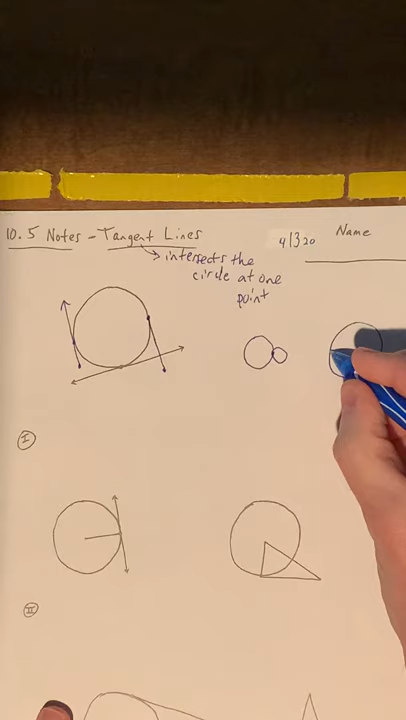 10.5 Notes - Tangent Lines
4/3 20
Name
intersects the
circle at one
point
I
II